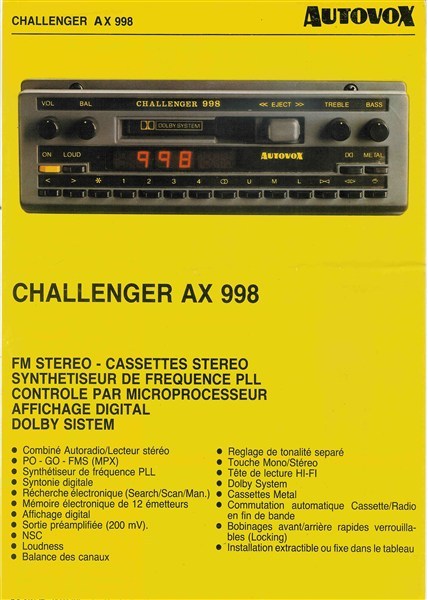 CHALLENGER AX 998
AUTOVOX
VOL BAL CHALLENGER 998 << EJECT >> TREBLE BASS
DOLBY SYSTEM
ON LOUD 998 AUTOVOX METAL
< > * 1 2 3 4 U M L
CHALLENGER AX 998
FM STEREO - CASSETTES STEREO
SYNTHETISEUR DE FREQUENCE PLL
CONTROLE PAR MICROPROCESSEUR
AFFICHAGE DIGITAL
DOLBY SISTEM
● Combiné Autoradio/Lecteur stéréo
● PO - GO - FMS (MPX)
● Synthétiseur de fréquence PLL
● Syntonie digitale
● Récherche électronique (Search/Scan/Man.)
● Mémoire électronique de 12 émetteurs
● Affichage digital
● Sortie préamplifiée (200 mV).
● NSC
● Loudness
● Balance des canaux
● Reglage de tonalité separé
● Touche Mono/Stéreo
● Tête de lecture HI-FI
● Dolby System
● Cassettes Metal
● Commutation automatique Cassette/Radio
en fin de bande
● Bobinages avant/arrière rapides verrouilla-
bles (Locking)
● Installation extractible ou fixe dans le tableau